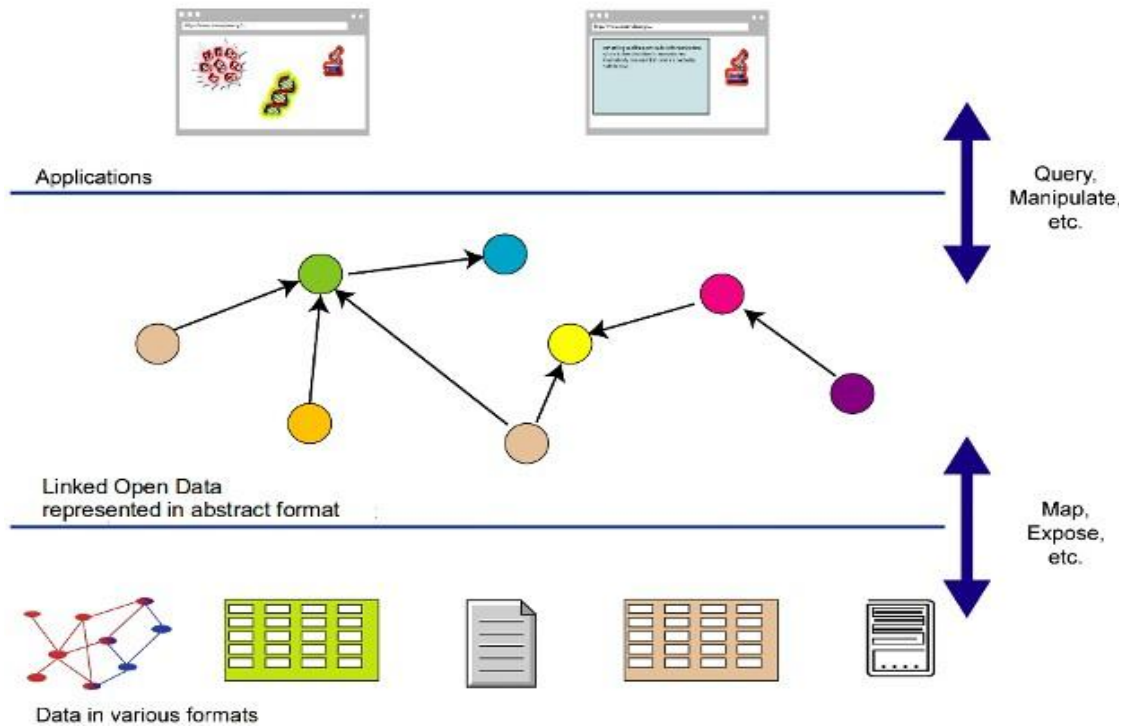 Applications
Query,
Manipulate,
etc.
Linked Open Data
represented in abstract format
Map,
Expose,
etc.
Data in various formats